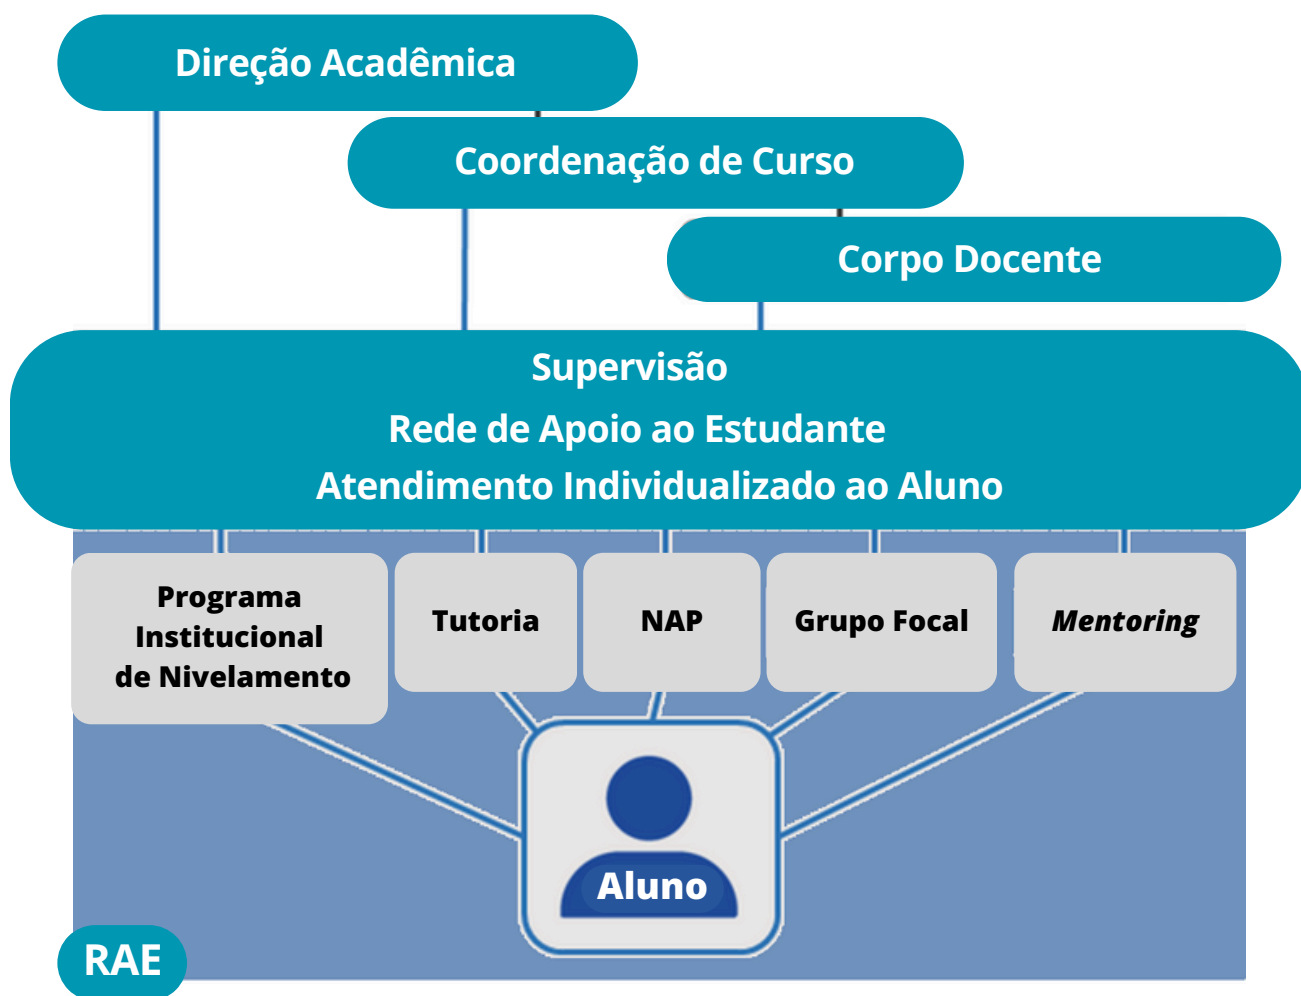 Direção Acadêmica
Coordenação de Curso
Corpo Docente
Supervisão
Rede de Apoio ao Estudante
Atendimento Individualizado ao Aluno
Programa
Institucional
de Nivelamento
Tutoria
NAP
Grupo Focal
Mentoring
Aluno
RAE